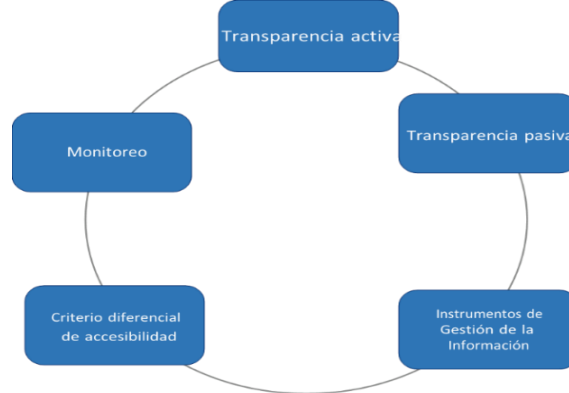 Transparencia activa
Transparencia pasiva
Monitoreo
Criterio diferencial
de accesibilidad
Instrumentos de
Gestión de la
Información